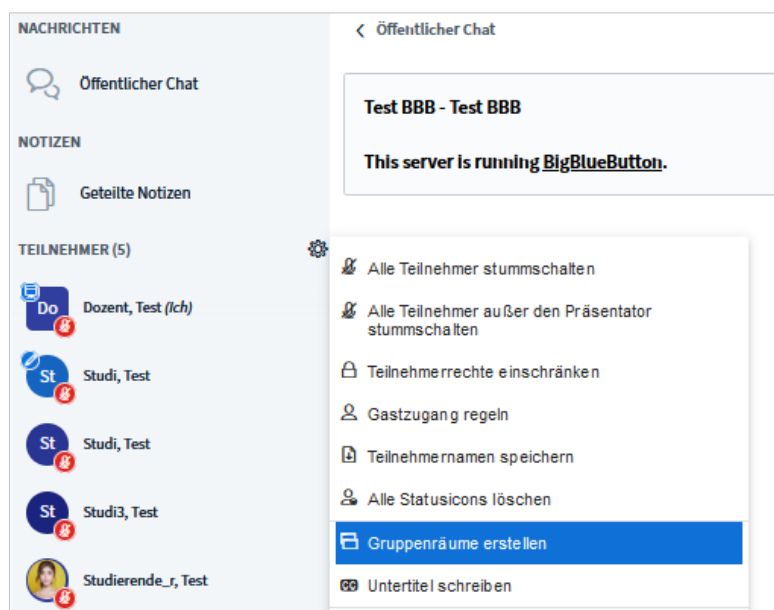 NACHRICHTEN
Öffentlicher Chat
NOTIZEN
Geteilte Notizen
TEILNEHMER (5)
Do
Dozent, Test (Ich)
St
Studi, Test
St
Studi, Test
St
Studi3, Test
Studierende_r, Test
Öffentlicher Chat
Test BBB - Test BBB
This server is running BigBlueButton.
Alle Teilnehmer stummschalten
Alle Teilnehmer außer den Präsentator
stummschalten
Teilnehmerrechte einschränken
Gastzugang regeln
Teilnehmernamen speichern
Alle Statusicons löschen
Gruppenräume erstellen
CC Untertitel schreiben